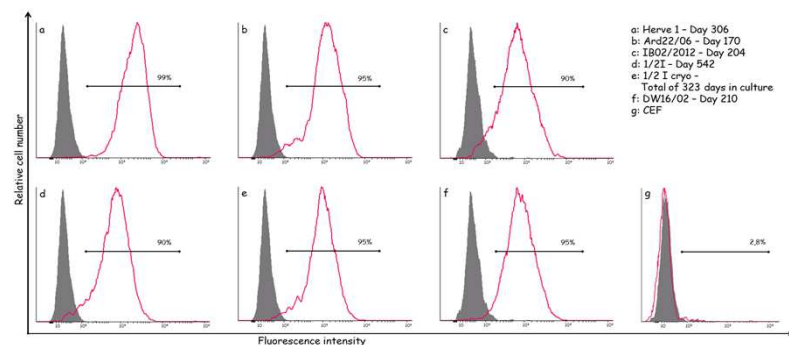 a
99%
b
95%
c
90%
a: Herve 1 – Day 306
b: Ard22/06 – Day 170
c: IB02/2012 – Day 204
d: 1/2I – Day 542
e: 1/2 I cryo –
Total of 323 days in culture
f: DW16/02 – Day 210
g: CEF
Relative cell number
d
90%
e
95%
f
95%
g
2,8%
Fluorescence intensity